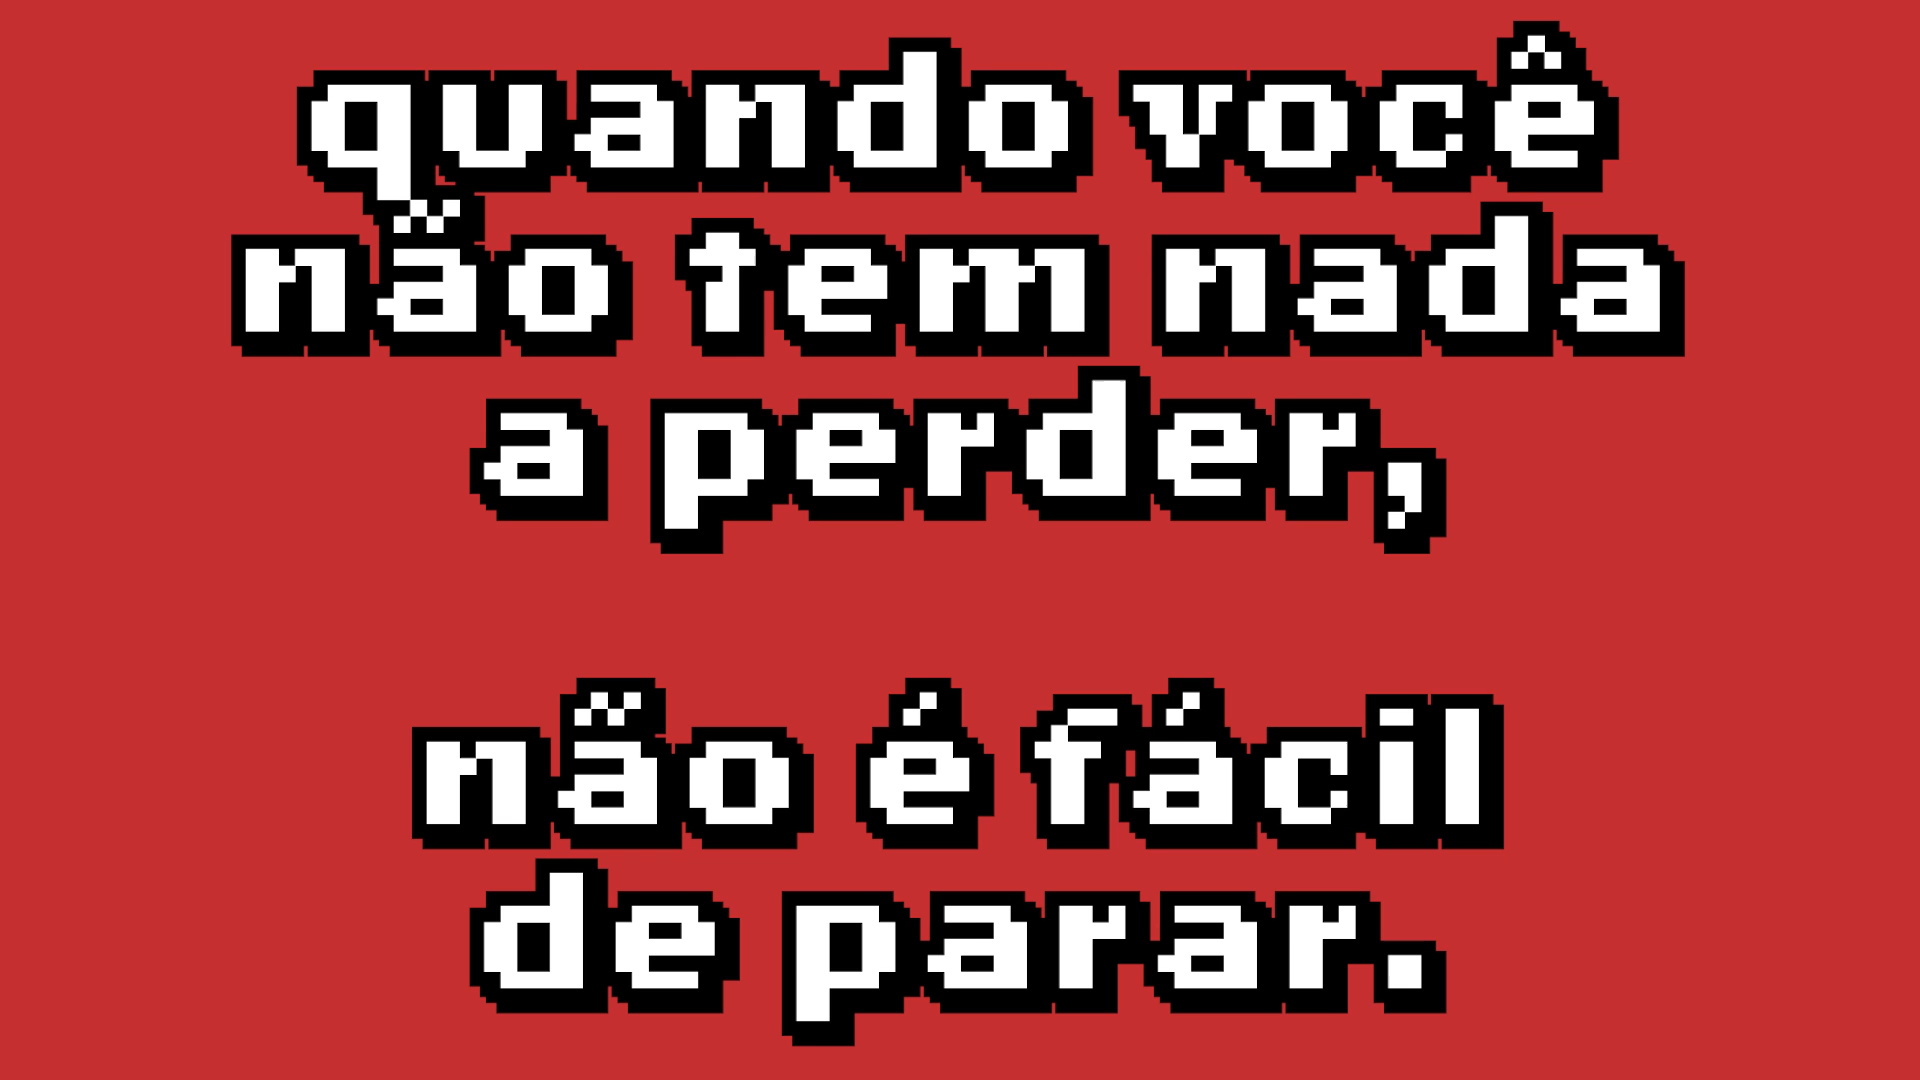 quando você
não tem nada
a perder,
não é fácil
de parar.